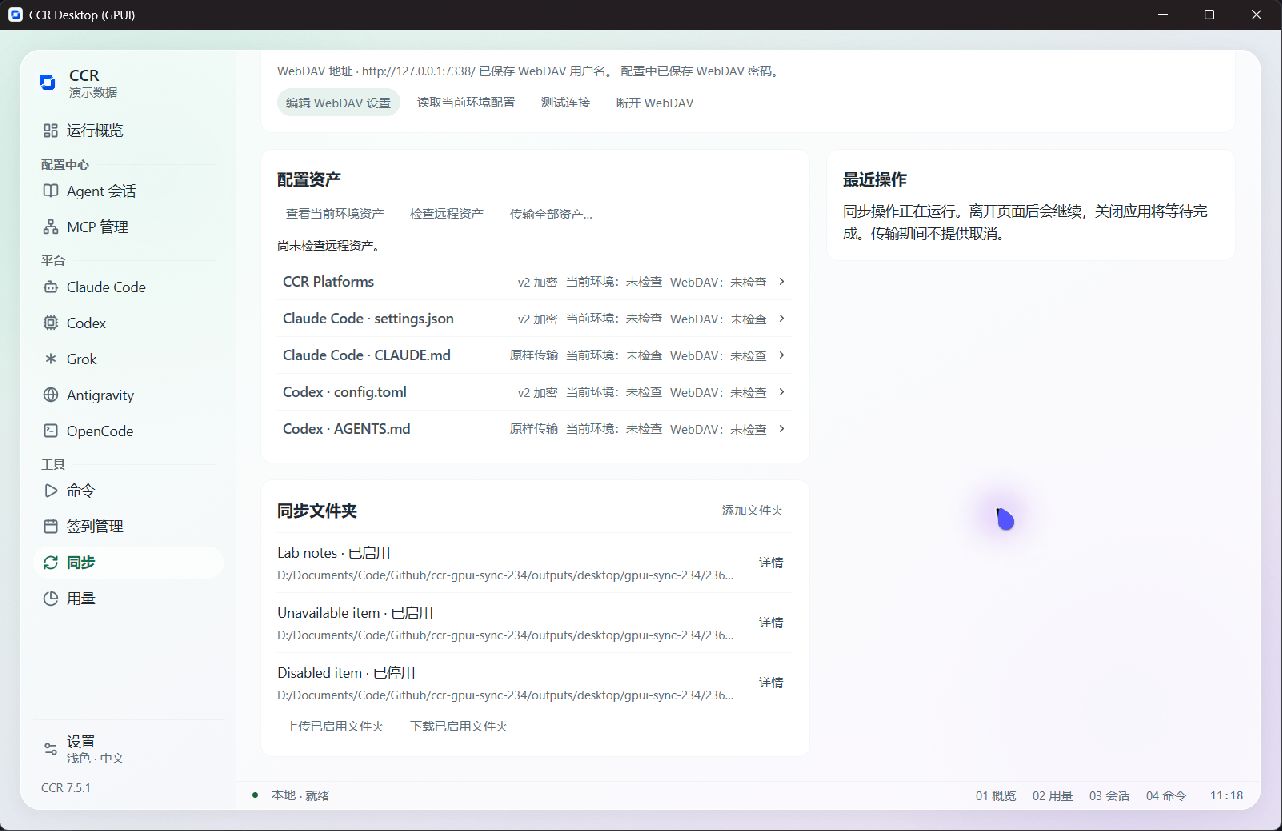 CCR Desktop (GPUI)
CCR
演示数据
运行概览
配置中心
Agent 会话
MCP 管理
平台
Claude Code
Codex
Grok
Antigravity
OpenCode
工具
命令
签到管理
同步
用量
设置
浅色 · 中文
CCR 7.5.1
WebDAV 地址 · http://127.0.0.1:7338/ 已保存 WebDAV 用户名。 配置中已保存 WebDAV 密码。
编辑 WebDAV 设置 读取当前环境配置 测试连接 断开 WebDAV
配置资产
查看当前环境资产 检查远程资产 传输全部资产...
尚未检查远程资产。
CCR Platforms v2 加密 当前环境：未检查 WebDAV：未检查
Claude Code · settings.json v2 加密 当前环境：未检查 WebDAV：未检查
Claude Code · CLAUDE.md 原样传输 当前环境：未检查 WebDAV：未检查
Codex · config.toml v2 加密 当前环境：未检查 WebDAV：未检查
Codex · AGENTS.md 原样传输 当前环境：未检查 WebDAV：未检查
同步文件夹 添加文件夹
Lab notes · 已启用
D:/Documents/Code/Github/ccr-gpui-sync-234/outputs/desktop/gpui-sync-234/236...
详情
Unavailable item · 已启用
D:/Documents/Code/Github/ccr-gpui-sync-234/outputs/desktop/gpui-sync-234/236...
详情
Disabled item · 已停用
D:/Documents/Code/Github/ccr-gpui-sync-234/outputs/desktop/gpui-sync-234/236...
详情
上传已启用文件夹 下载已启用文件夹
最近操作
同步操作正在运行。离开页面后会继续，关闭应用将等待完
成。传输期间不提供取消。
本地 · 就绪
01 概览 02 用量 03 会话 04 命令 11:18